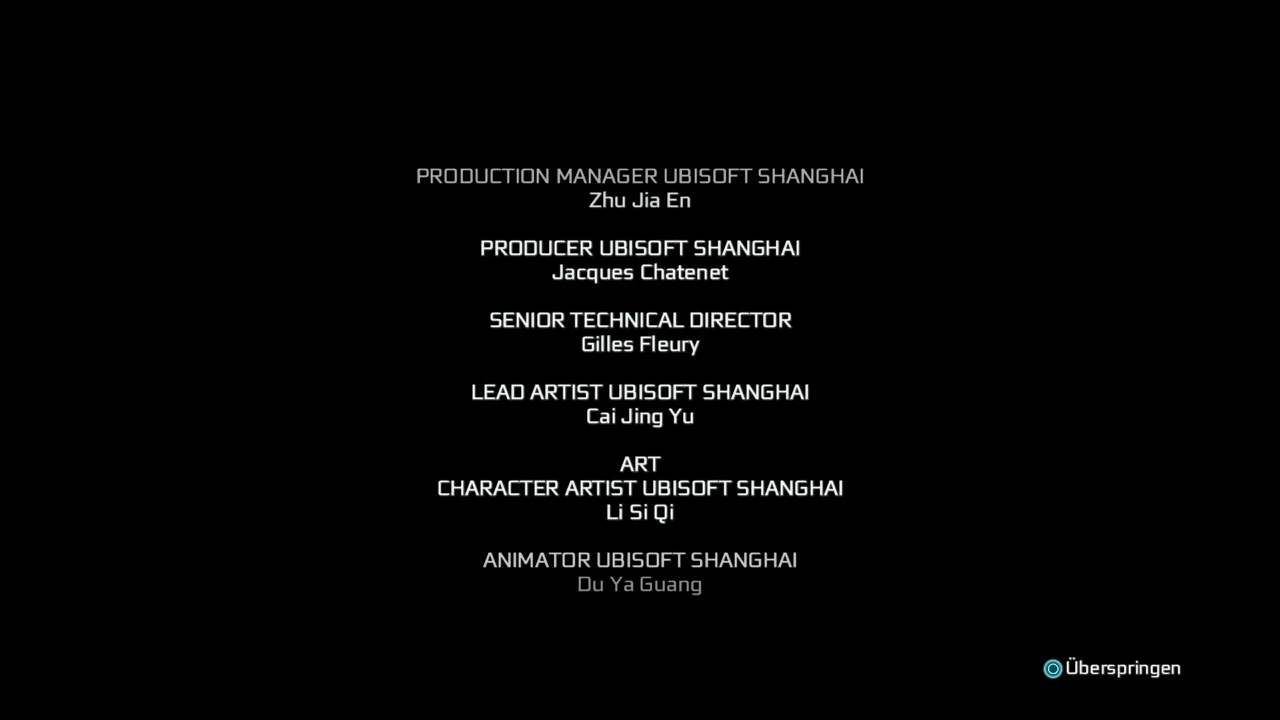 PRODUCTION MANAGER UBISOFT SHANGHAI
Zhu Jia En
PRODUCER UBISOFT SHANGHAI
Jacques Chatenet
SENIOR TECHNICAL DIRECTOR
Gilles Fleury
LEAD ARTIST UBISOFT SHANGHAI
Cai Jing Yu
ART
CHARACTER ARTIST UBISOFT SHANGHAI
Li Si Qi
ANIMATOR UBISOFT SHANGHAI
Du Ya Guang
Überspringen